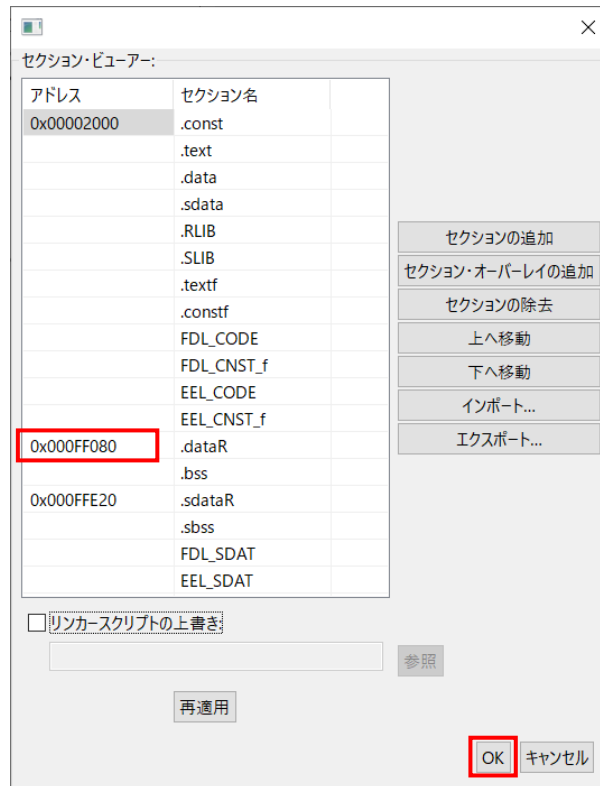 セクション・ビューアー:
アドレス セクション名
0x00002000 .const
.text
.data
.sdata
.RLIB
.SLIB
.textf
.constf
FDL_CODE
FDL_CNST_f
EEL_CODE
EEL_CNST_f
0x000FF080 .dataR
.bss
0x000FFE20 .sdataR
.sbss
FDL_SDAT
EEL_SDAT
セクションの追加
セクション・オーバーレイの追加
セクションの除去
上へ移動
下へ移動
インポート...
エクスポート...
リンカースクリプトの上書き:
参照
再適用
OK キャンセル